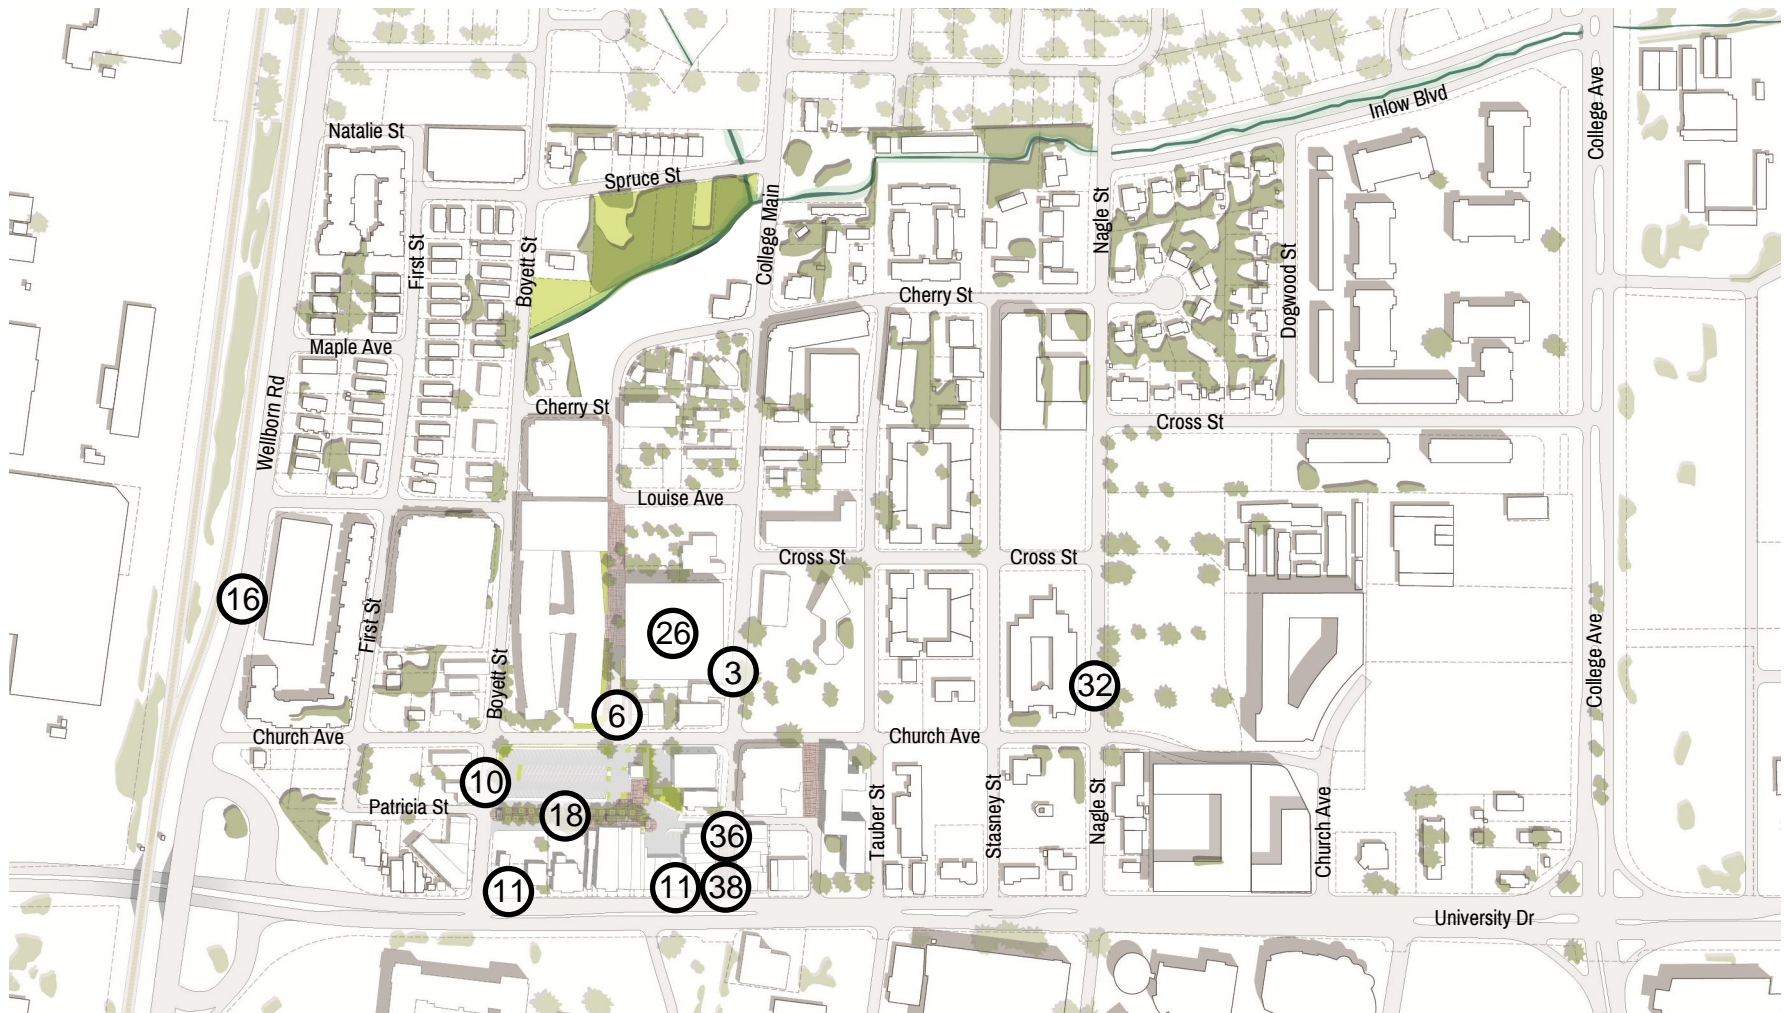 Natalie St
Inlow Blvd
College Ave
Spruce St
College Main
Nagle St
First St
Boyett St
Dogwood St
Cherry St
Maple Ave
Wellborn Rd
Cherry St
Cross St
Louise Ave
Cross St
Cross St
16
First St
26
Boyett St
3
32
College Ave
6
Church Ave
Church Ave
10
Patricia St
18
36
Tauber St
Stasney St
Nagle St
Church Ave
11
11
38
University Dr